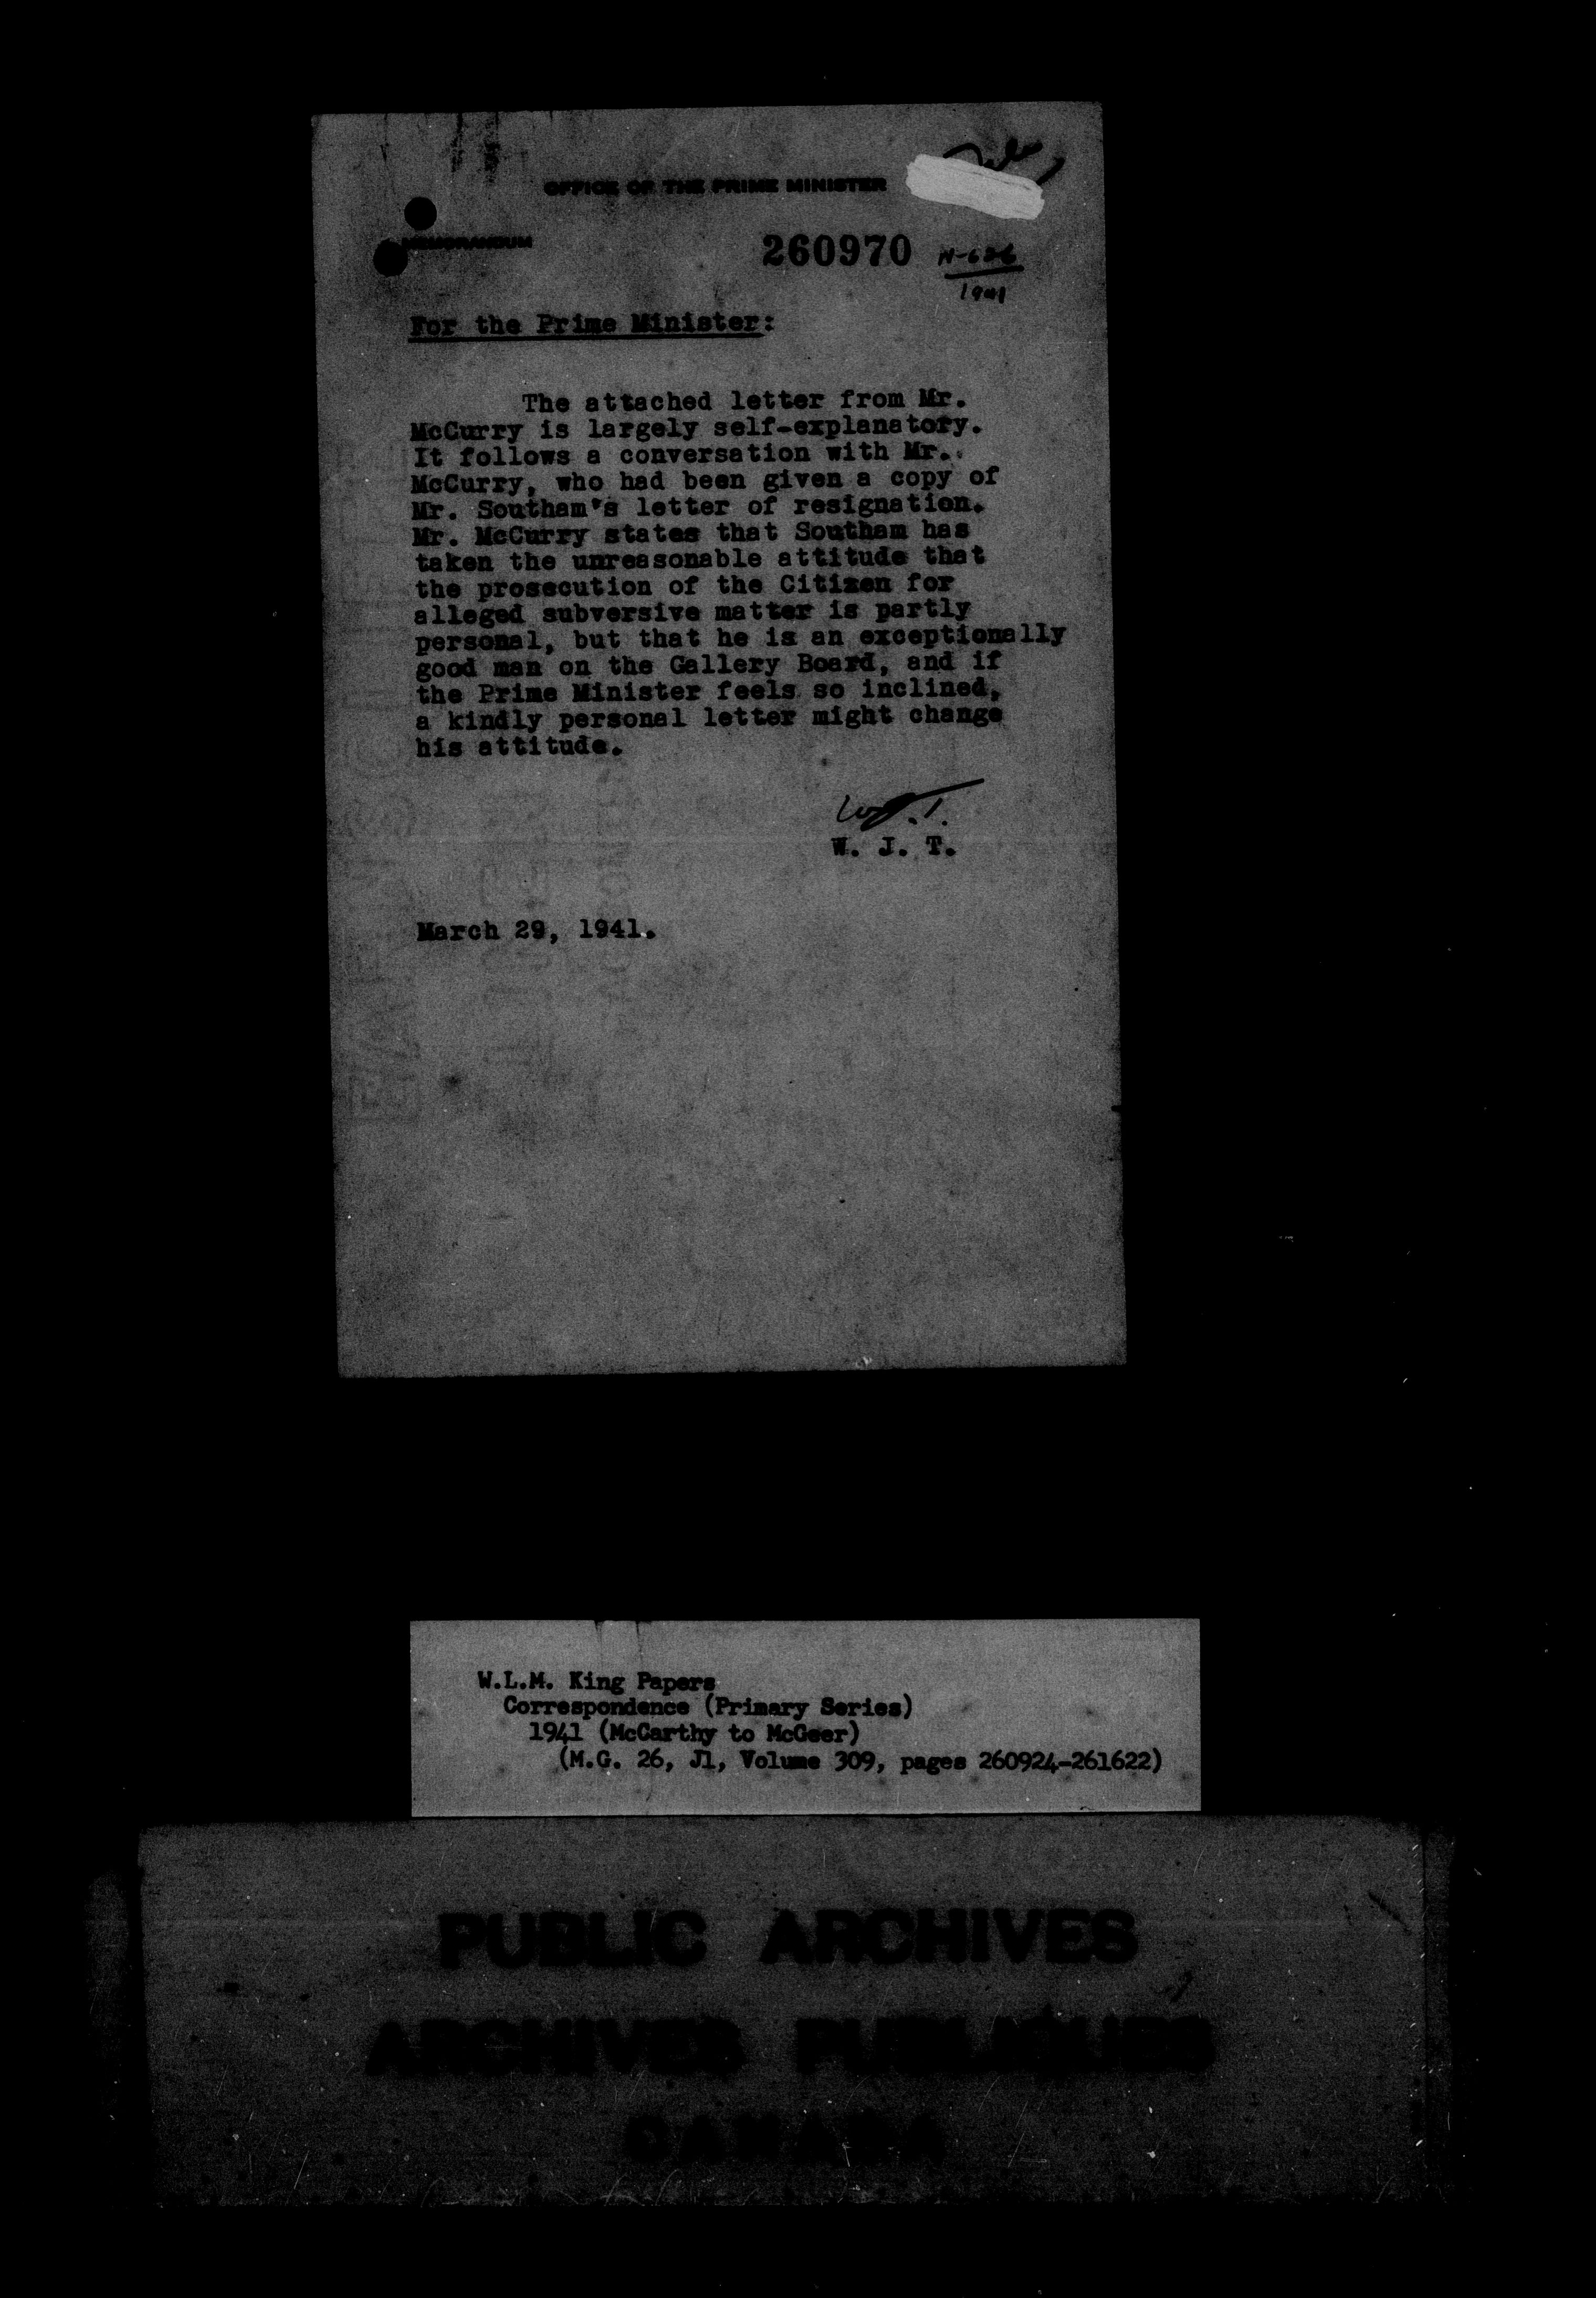 OFFICE OF THE PRIME MINISTER
MEMORANDUM
260970
N-626
1941
For the Prime Minister:
The attached letter from Mr.
McCurry is largely self-explanatory.
It follows a conversation with Mr.
McCurry, who had been given a copy of
Mr. Southam's letter of resignation.
Mr. McCurry states that Southam has
taken the unreasonable attitude that
the prosecution of the Citizen for
alleged subversive matter is partly
personal, but that he is an exceptionally
good man on the Gallery Board, and if
the Prime Minister feels so inclined,
a kindly personal letter might change
his attitude.
W. J. T.
March 29, 1941.
W.L.M. King Papers
Correspondence (Primary Series)
1941 (McCarthy to McGeer)
(M.G. 26, J1, Volume 309, pages 260924-261622)
PUBLIC ARCHIVES
ARCHIVES PUBLIQUES
CANADA